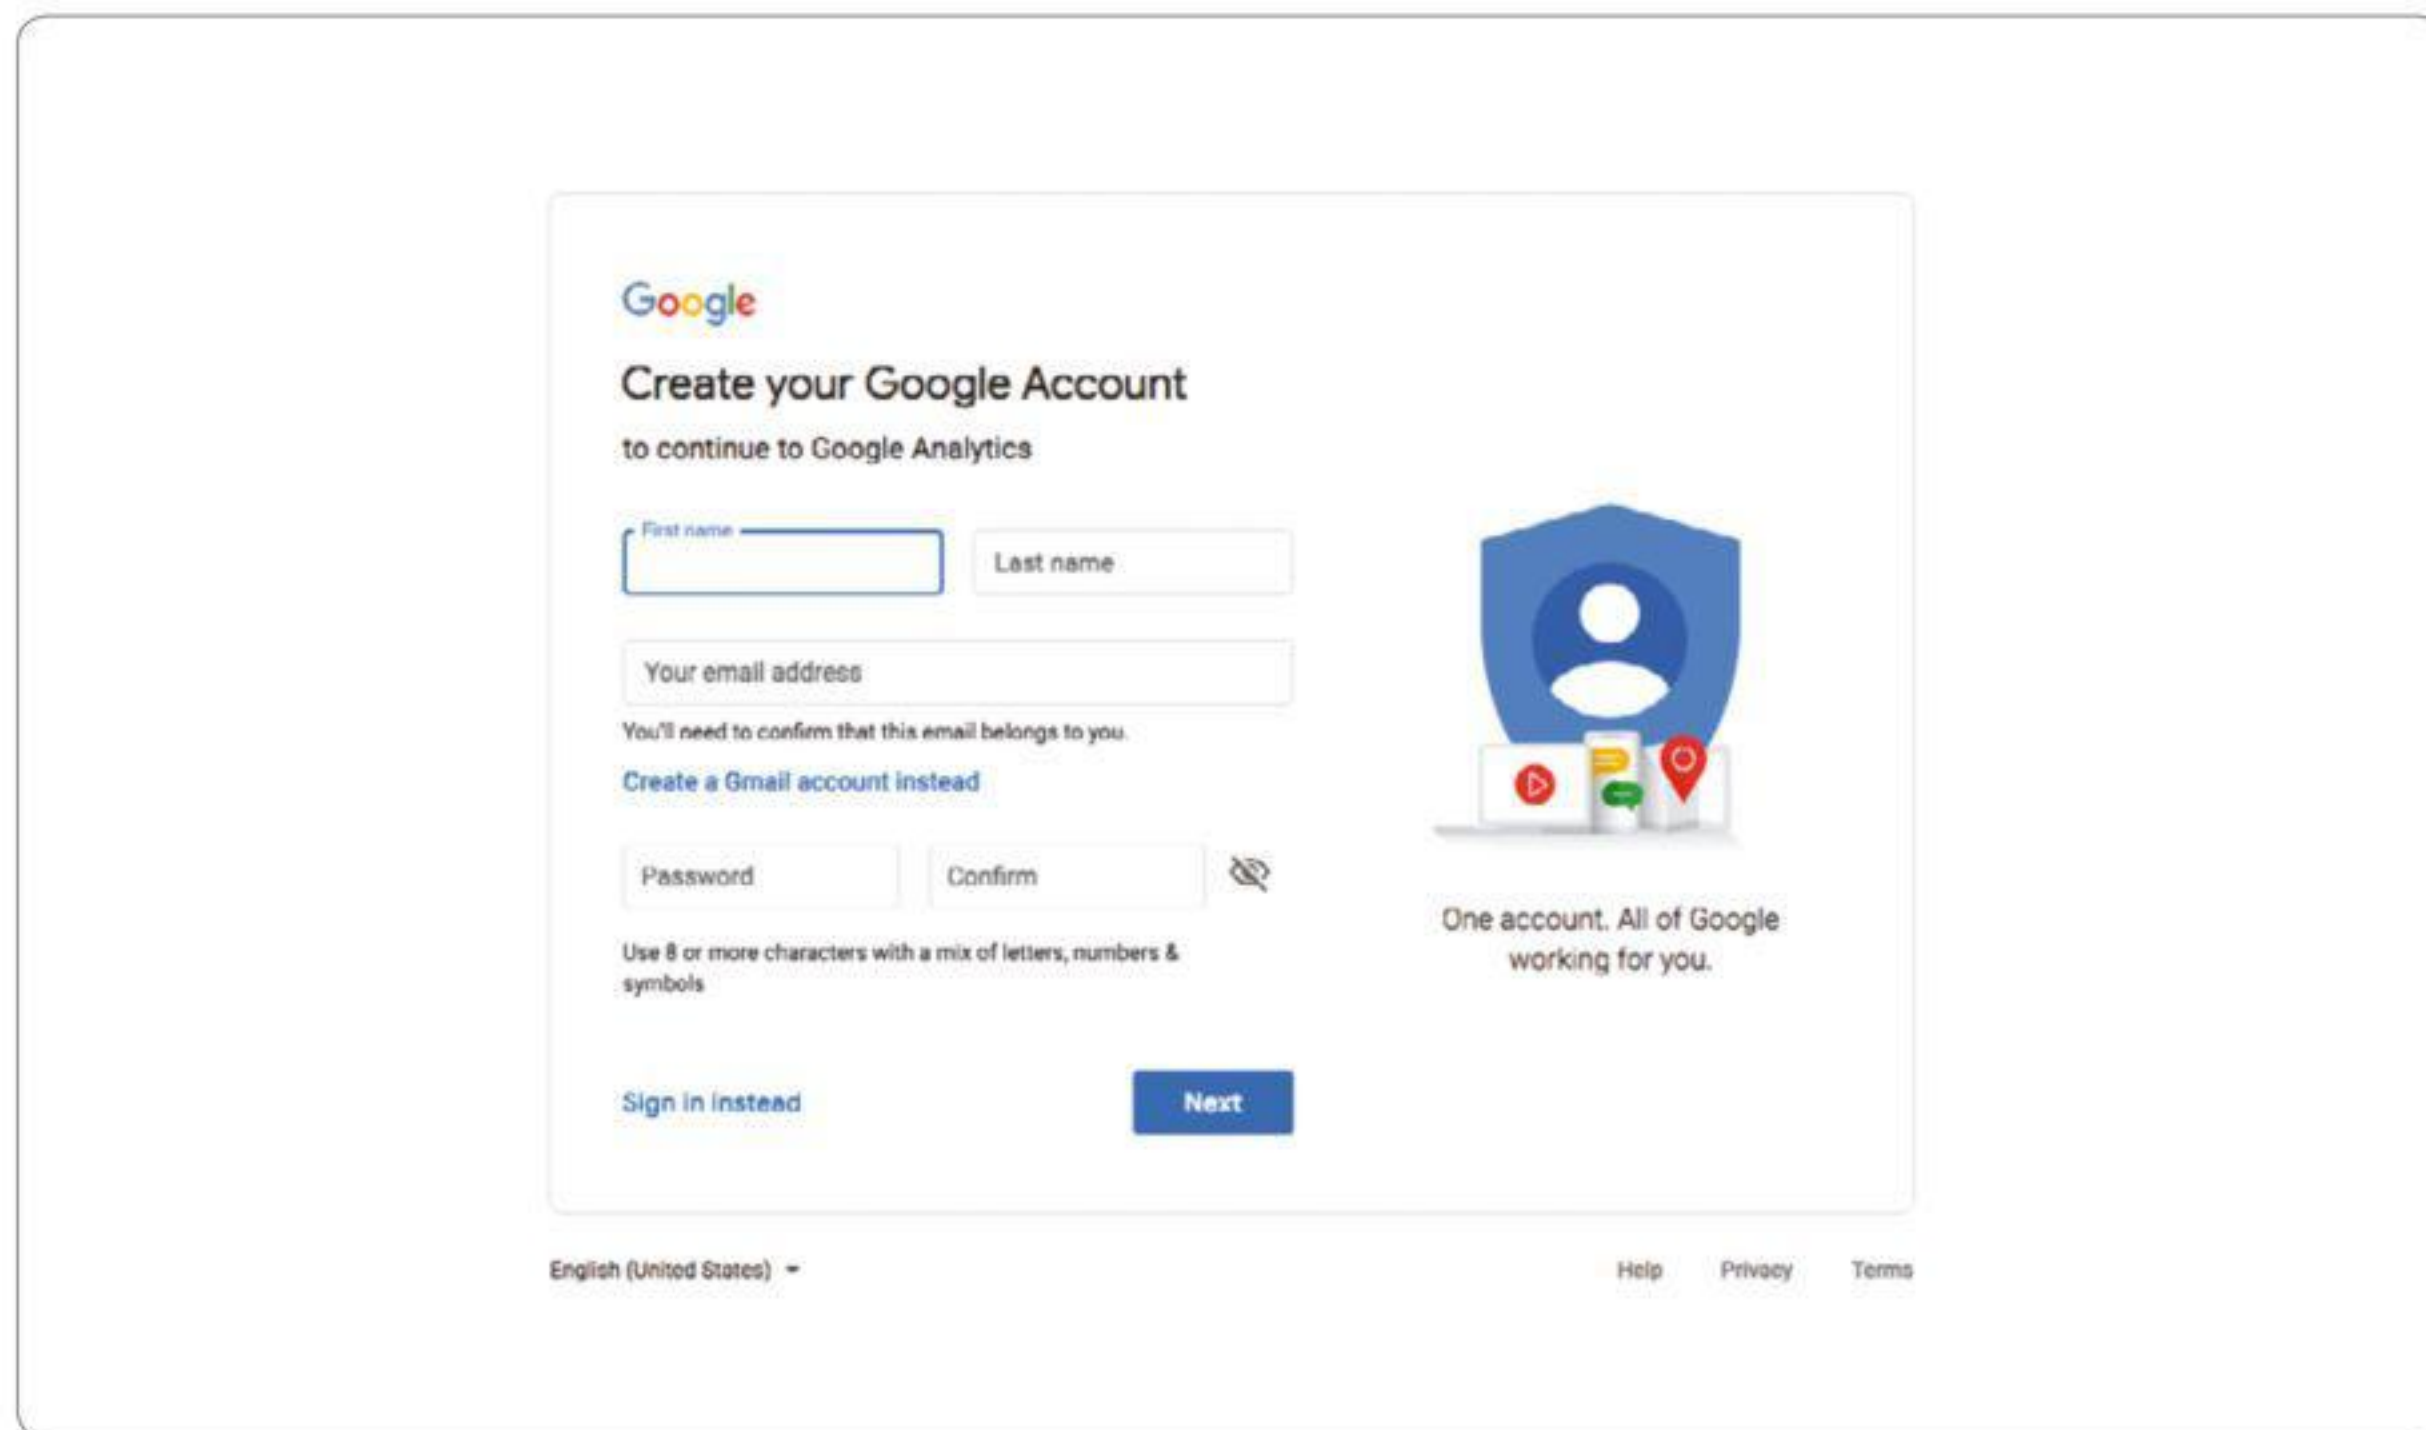 Google
Create your Google Account
to continue to Google Analytics
First name
Last name
Your email address
You'll need to confirm that this email belongs to you.
Create a Gmail account instead
Password
Confirm
Use 8 or more characters with a mix of letters, numbers &
symbols
One account. All of Google
working for you.
Sign in instead
Next
English (United States)
Help
Privacy
Terms